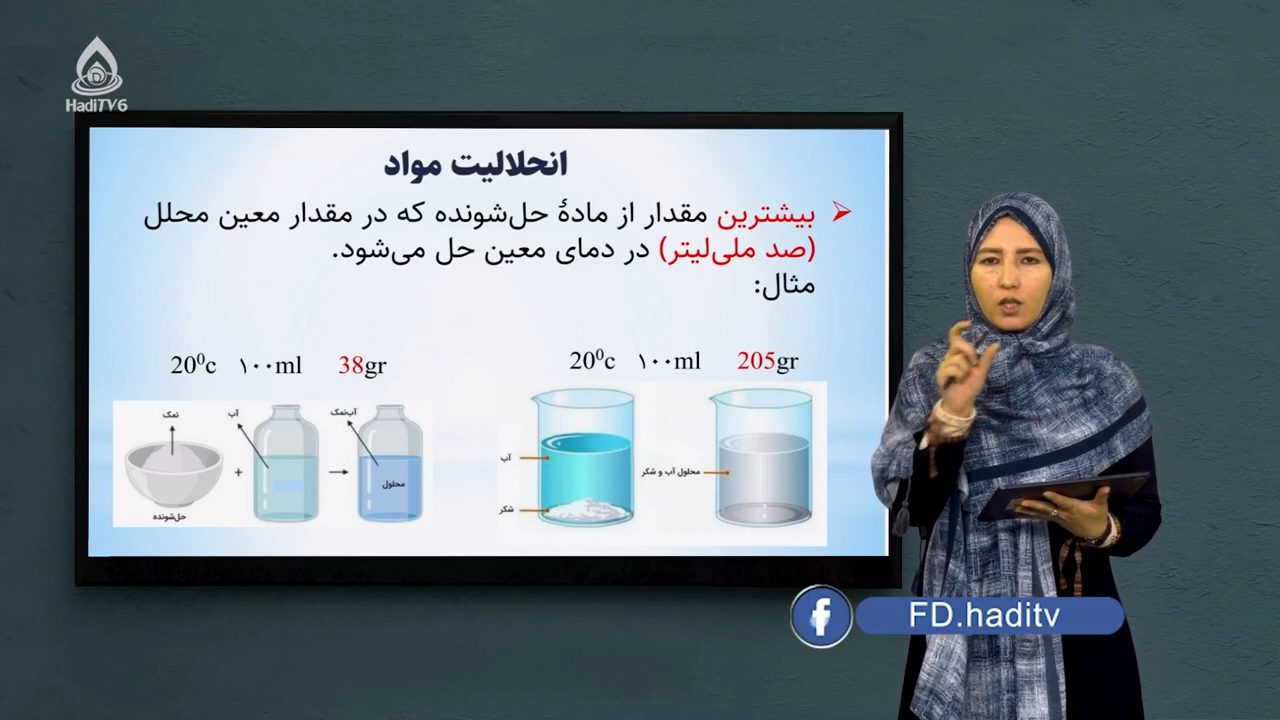 HadiTV6
انحلالیت مواد
بیشترین مقدار از مادهٔ حل‌شونده که در مقدار معین محلل
(صد ملی‌لیتر) در دمای معین حل می‌شود.
مثال:
20⁰c ۱۰۰ml 205gr
20⁰c ۱۰۰ml 38gr
آب
شکر
محلول آب و شکر
نمک
حل‌شونده
+
آب
آب‌نمک
محلول
FD.haditv